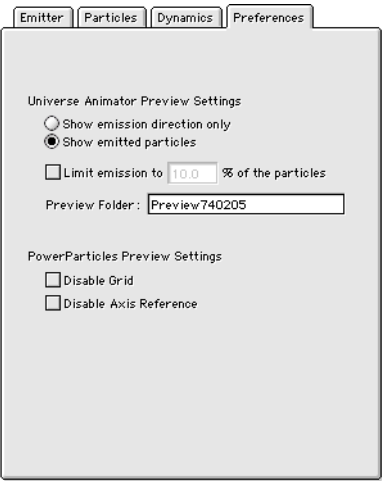 Emitter Particles Dynamics Preferences
Universe Animator Preview Settings
Show emission direction only
Show emitted particles
Limit emission to 10.0 % of the particles
Preview Folder: Preview740205
PowerParticles Preview Settings
Disable Grid
Disable Axis Reference